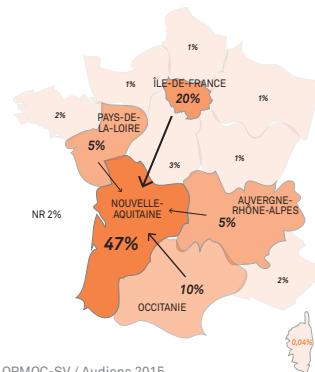 1%
ÎLE-DE-FRANCE
20%
1%
1%
2%
PAYS-DE-
LA-LOIRE
5%
3%
1%
NOUVELLE-
AQUITAINE
AUVERGNE-
RHÔNE-ALPES
5%
NR 2%
47%
10%
2%
OCCITANIE
0,04%
ORMOC-SV / Audiens 2015